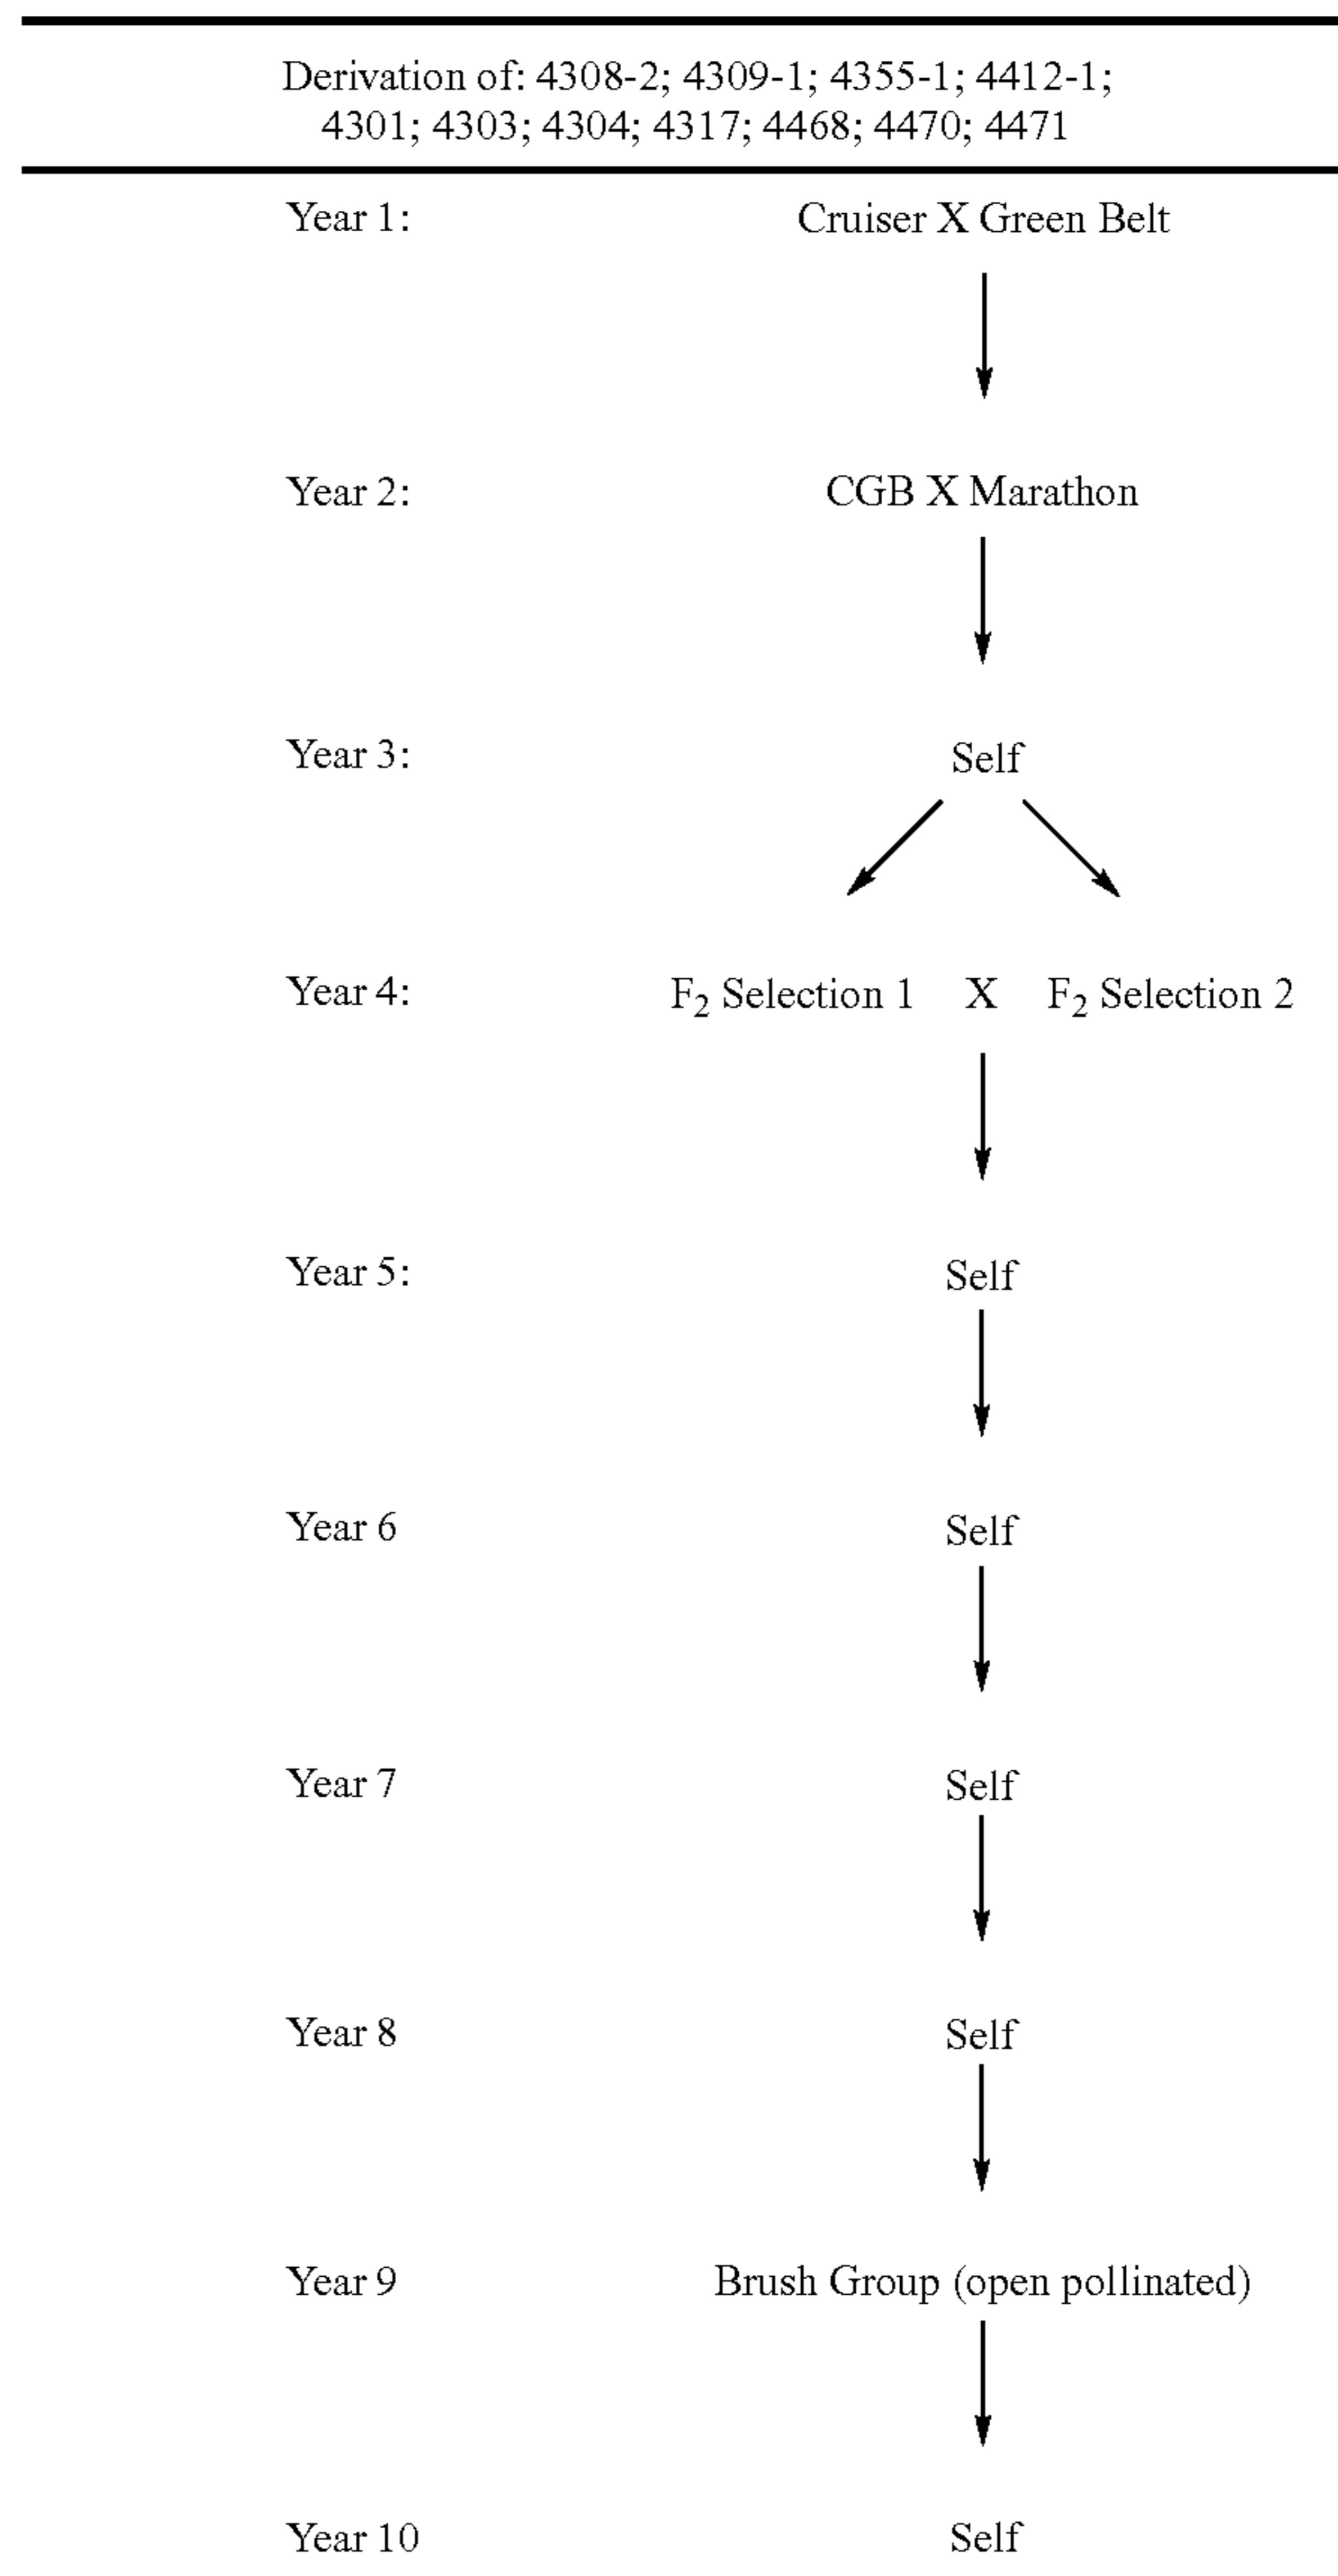 Derivation of: 4308-2; 4309-1; 4355-1; 4412-1;
4301; 4303; 4304; 4317; 4468; 4470; 4471
Year 1: Cruiser X Green Belt
Year 2: CGB X Marathon
Year 3: Self
Year 4: F₂ Selection 1 X F₂ Selection 2
Year 5: Self
Year 6 Self
Year 7 Self
Year 8 Self
Year 9 Brush Group (open pollinated)
Year 10 Self